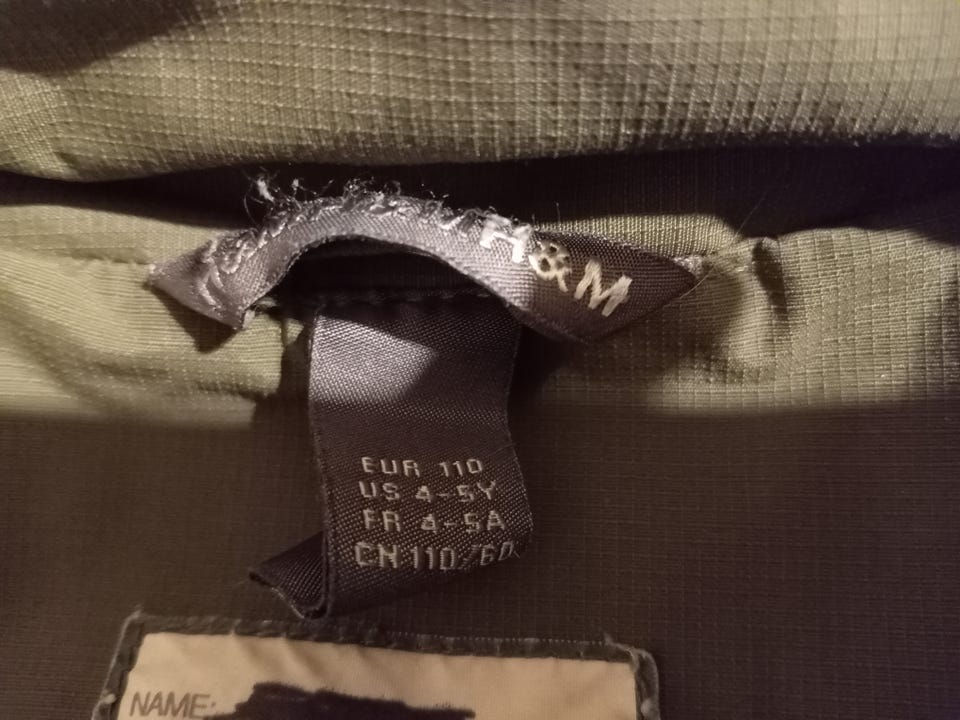 H&M
EUR 110
US 4-5Y
FR 4-5A
CN 110/60
NAME: